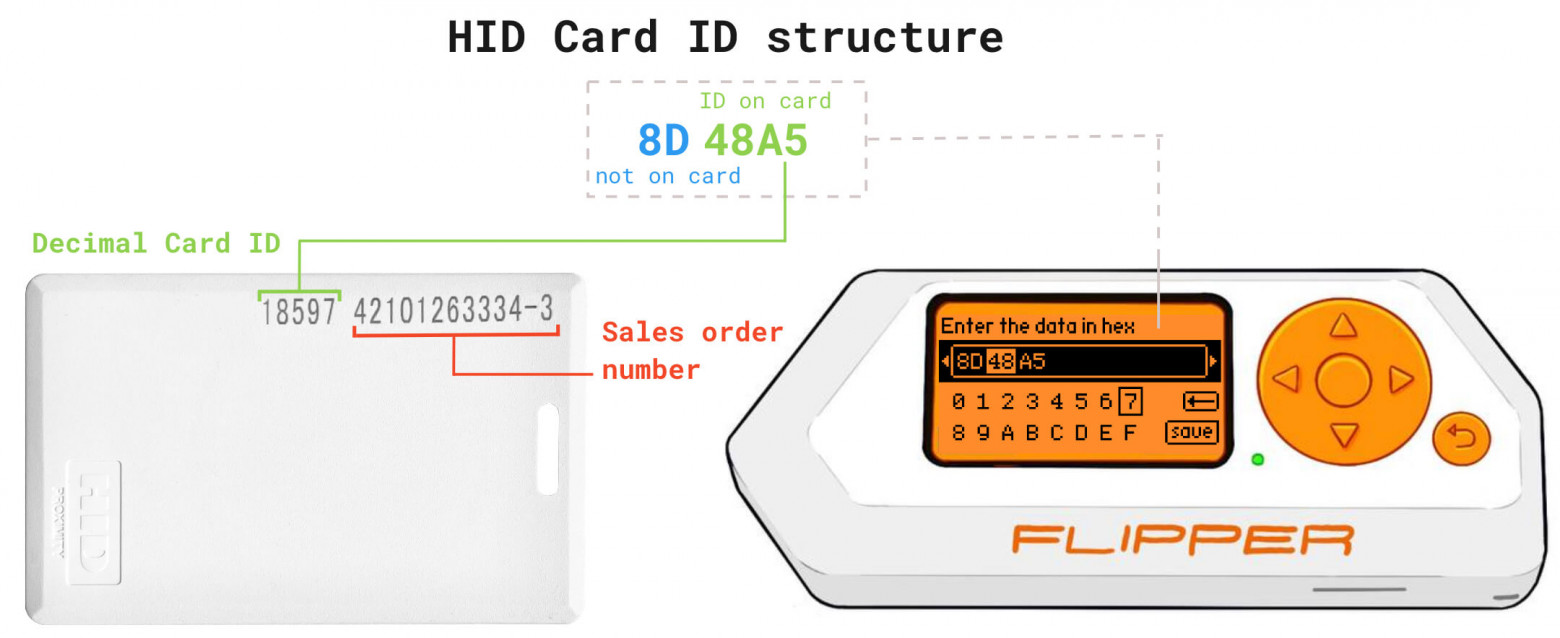 HID Card ID structure
ID on card
8D 48A5
not on card
Decimal Card ID
18597 42101263334-3
Sales order
number
HID
PROXIMITY
Enter the data in hex
8D 48 A5
0 1 2 3 4 5 6 7
8 9 A B C D E F save
FLIPPER